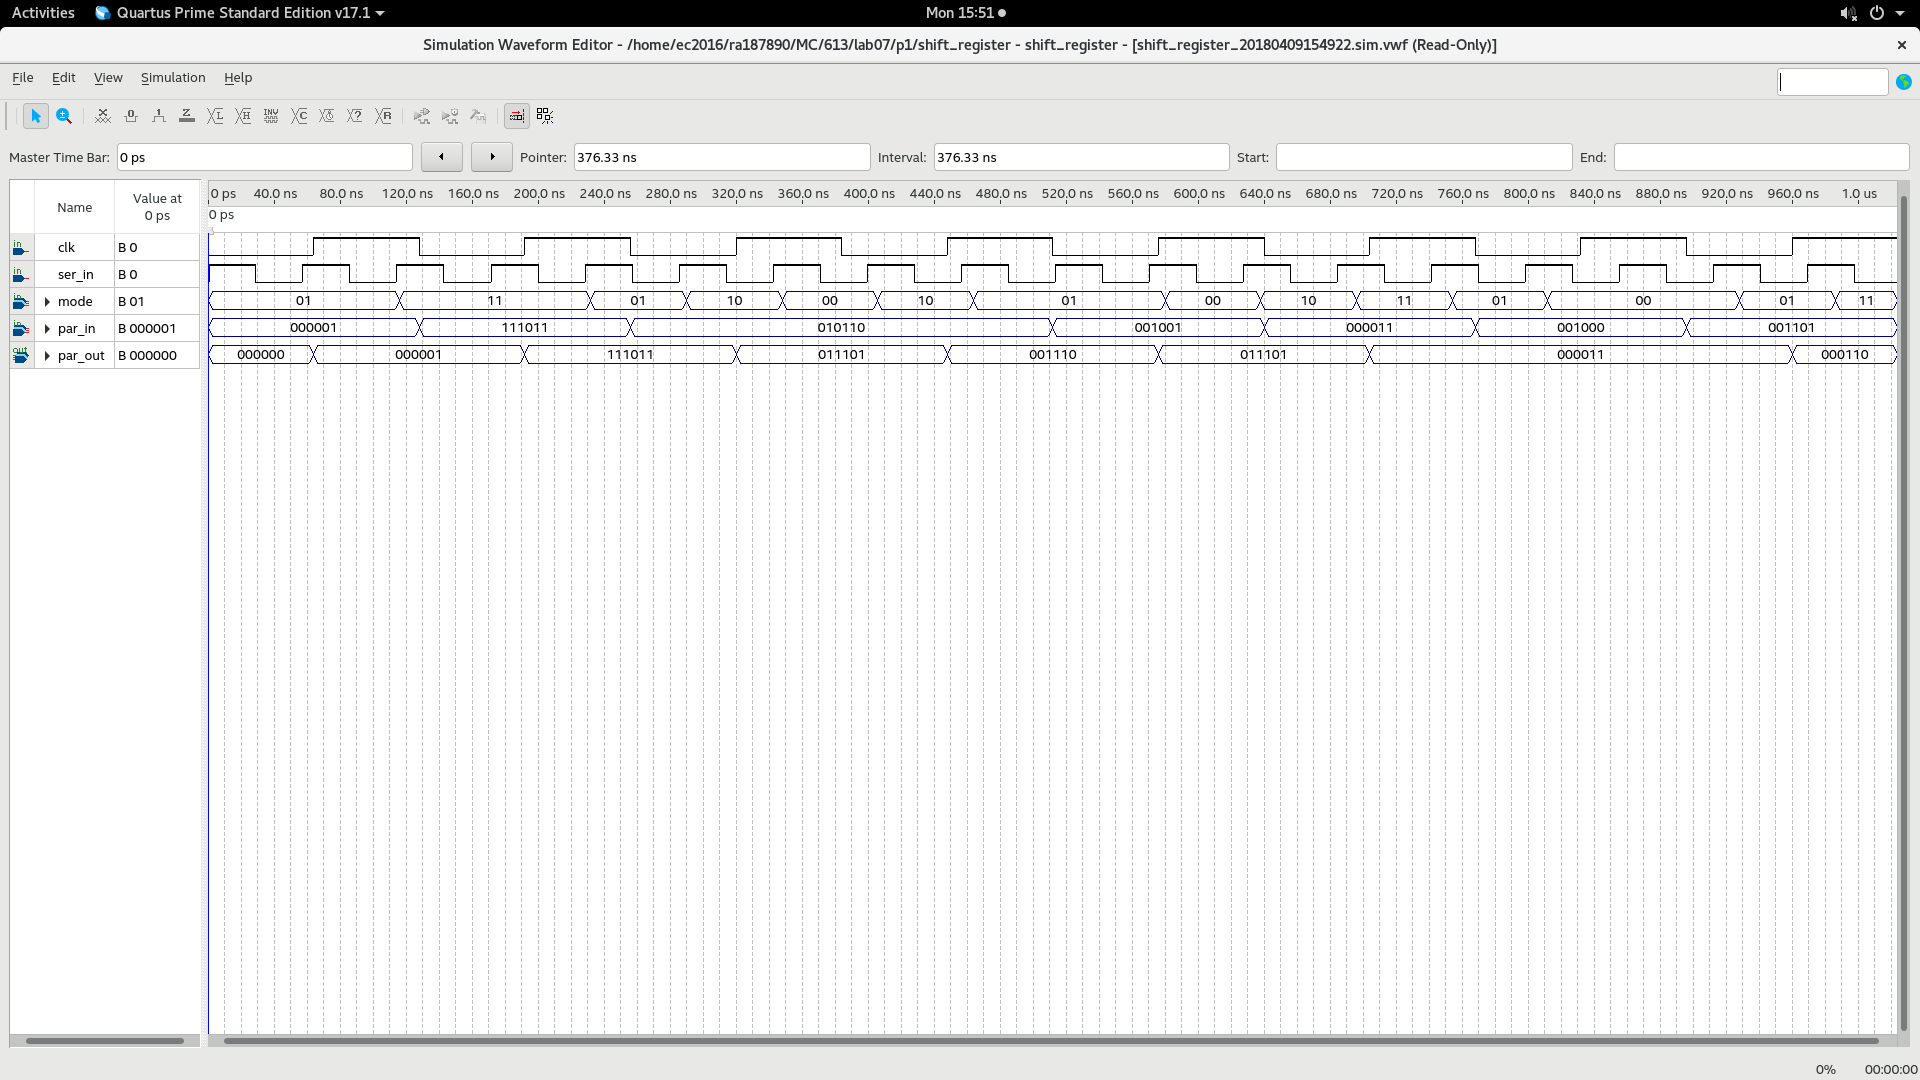 Activities Quartus Prime Standard Edition v17.1 Mon 15:51
Simulation Waveform Editor - /home/ec2016/ra187890/MC/613/lab07/p1/shift_register - shift_register - [shift_register_20180409154922.sim.vwf (Read-Only)]
File Edit View Simulation Help
Master Time Bar: 0 ps Pointer: 376.33 ns Interval: 376.33 ns Start: End:
Name Value at 0 ps
0 ps 40.0 ns 80.0 ns 120.0 ns 160.0 ns 200.0 ns 240.0 ns 280.0 ns 320.0 ns 360.0 ns 400.0 ns 440.0 ns 480.0 ns 520.0 ns 560.0 ns 600.0 ns 640.0 ns 680.0 ns 720.0 ns 760.0 ns 800.0 ns 840.0 ns 880.0 ns 920.0 ns 960.0 ns 1.0 us
0 ps
in clk B 0
in ser_in B 0
in mode B 01 01 11 01 10 00 10 01 00 10 11 01 00 01 11
in par_in B 000001 000001 111011 010110 001001 000011 001000 001101
out par_out B 000000 000000 000001 111011 011101 001110 011101 000011 000110
0% 00:00:00